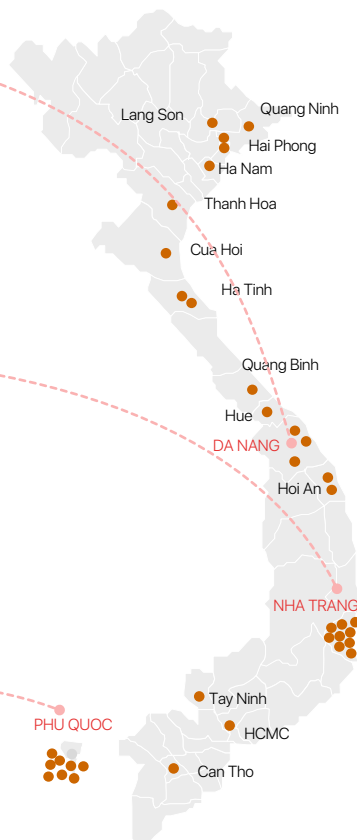 Lang Son
Quang Ninh
Hai Phong
Ha Nam
Thanh Hoa
Cua Hoi
Ha Tinh
Quang Binh
Hue
DA NANG
Hoi An
NHA TRANG
Tay Ninh
PHU QUOC
HCMC
Can Tho